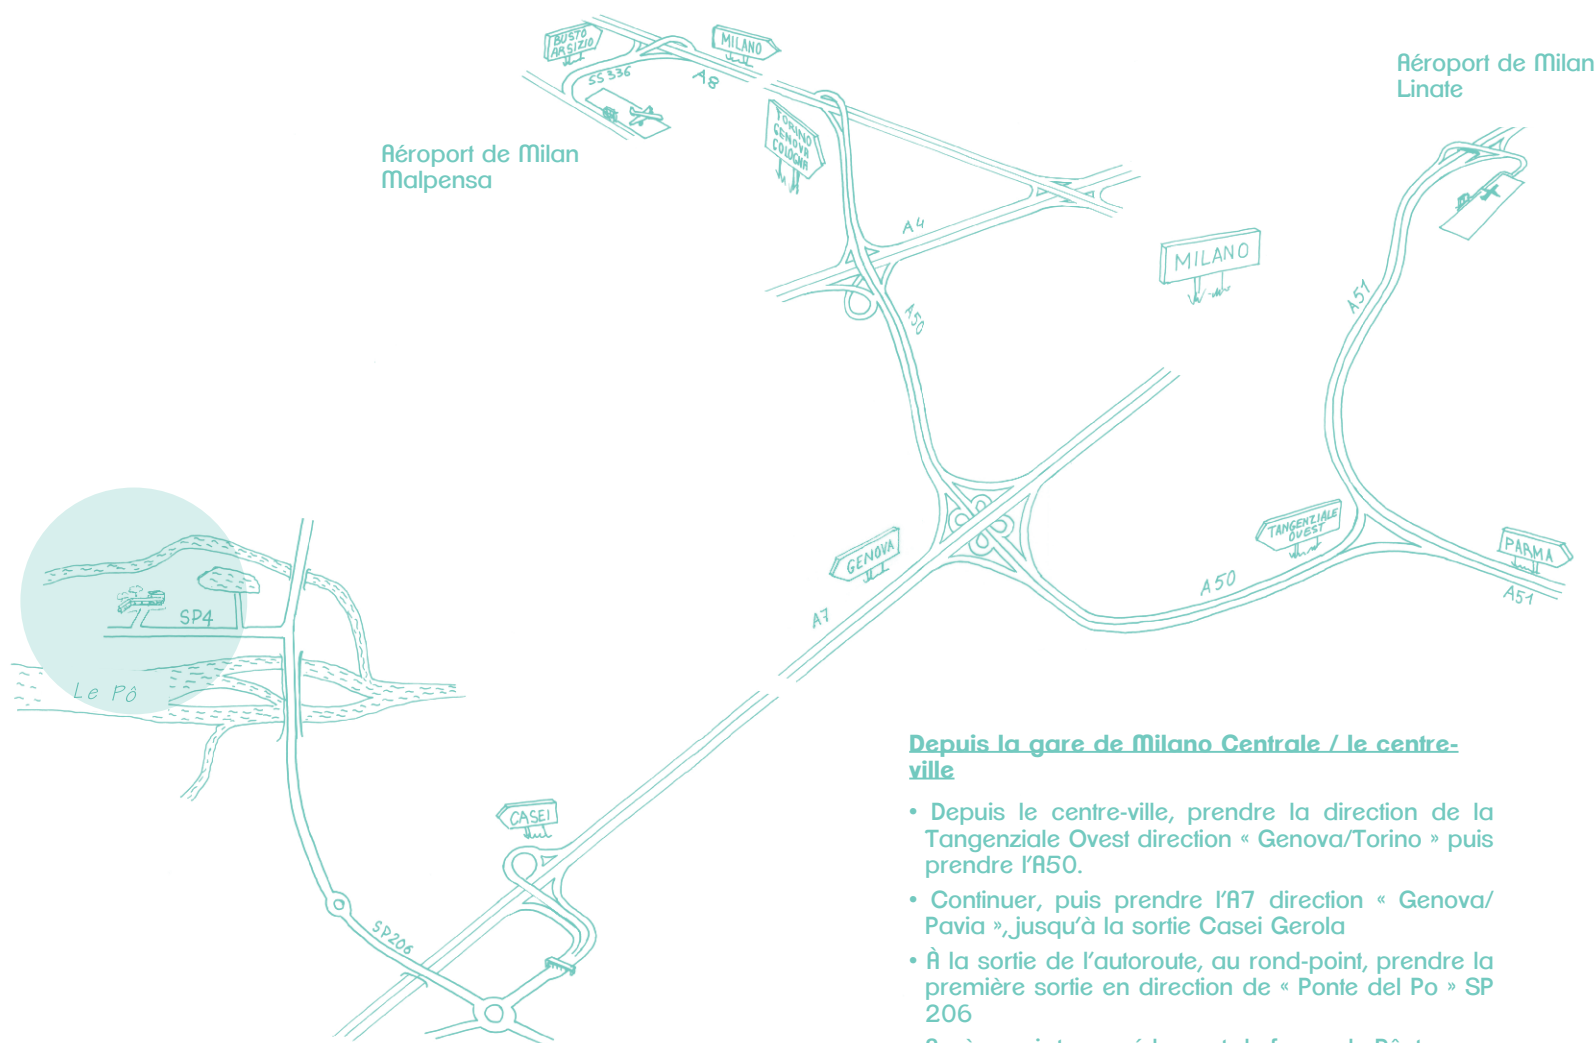 BUSTO
ARSIZIO
MILANO
SS 336
A8
Aéroport de Milan
Linate
TORINO
GENOVA
Aéroport de Milan
Malpensa
A4
MILANO
A50
A51
TANGENZIALE
OVEST
GENOVA
PARMA
A50
A51
A7
SP4
Le Pô
CASEI
SP206
Depuis la gare de Milano Centrale / le centre-
ville
• Depuis le centre-ville, prendre la direction de la
Tangenziale Ovest direction « Genova/Torino » puis
prendre l'A50.
• Continuer, puis prendre l'A7 direction « Genova/
Pavia », jusqu'à la sortie Casei Gerola
• À la sortie de l'autoroute, au rond-point, prendre la
première sortie en direction de « Ponte del Po » SP
206